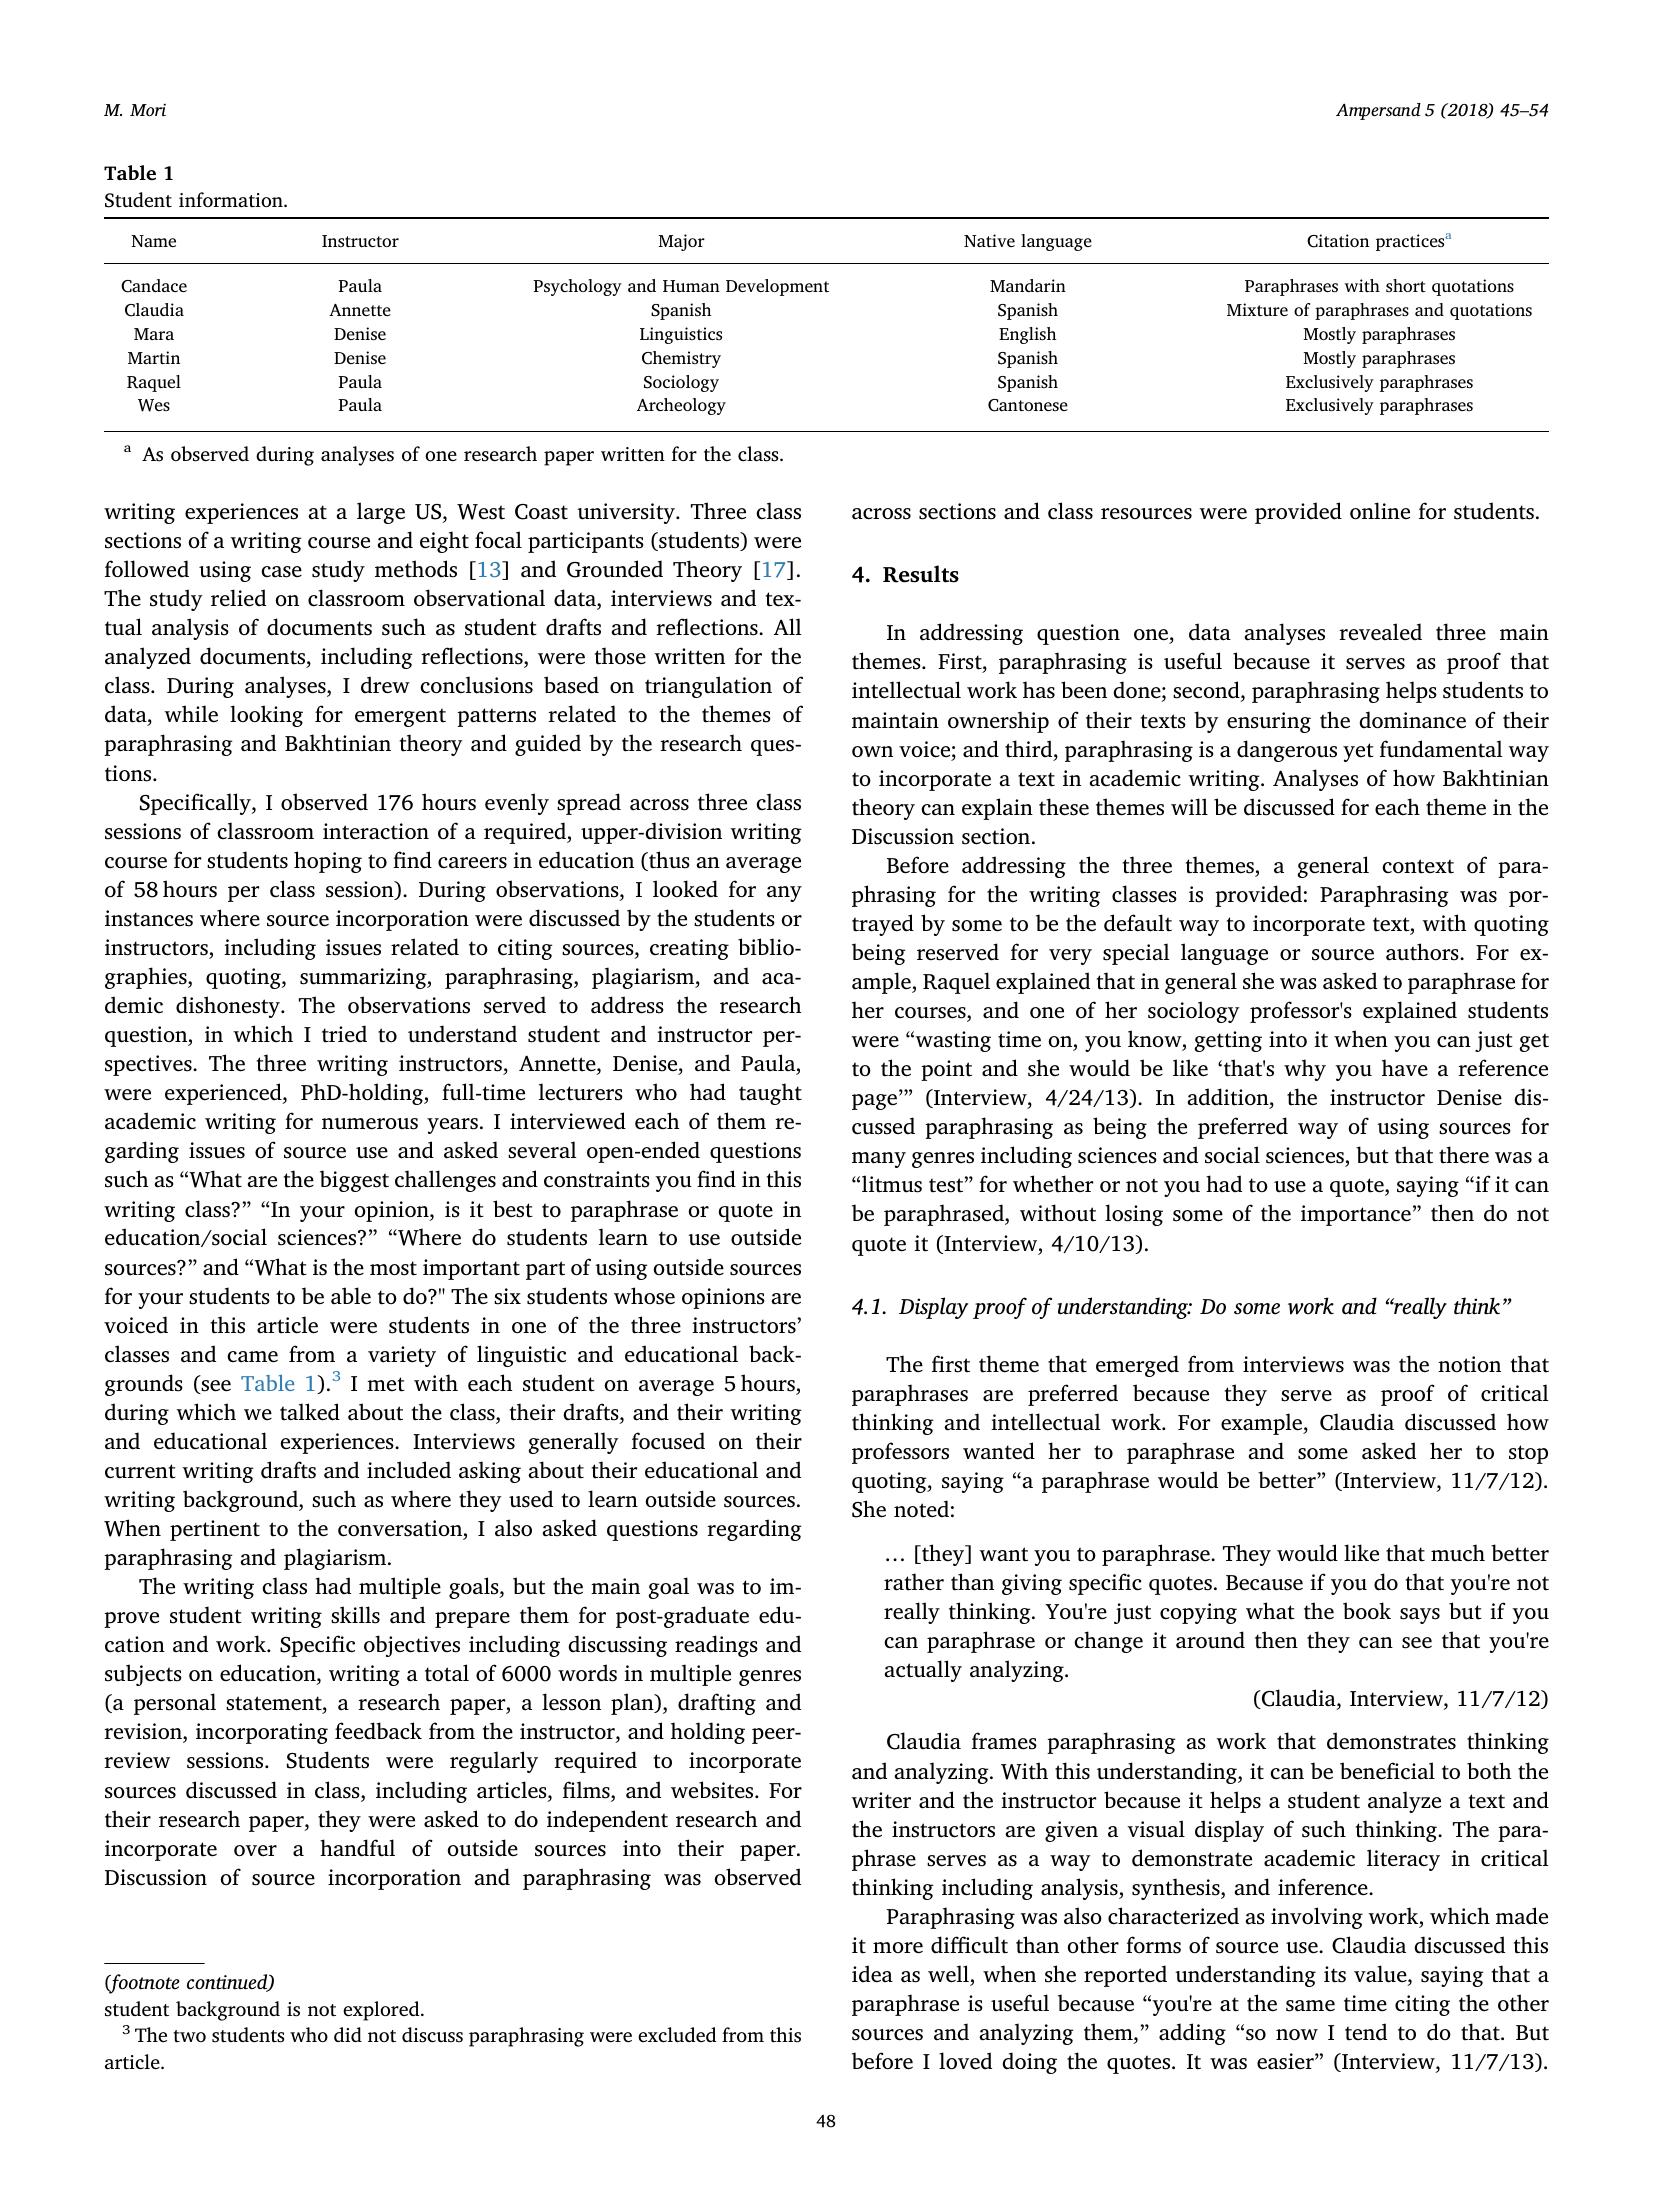 M. Mori
Ampersand 5 (2018) 45–54
Table 1
Student information.
Name Instructor Major Native language Citation practicesa
Candace Paula Psychology and Human Development Mandarin Paraphrases with short quotations
Claudia Annette Spanish Spanish Mixture of paraphrases and quotations
Mara Denise Linguistics English Mostly paraphrases
Martin Denise Chemistry Spanish Mostly paraphrases
Raquel Paula Sociology Spanish Exclusively paraphrases
Wes Paula Archeology Cantonese Exclusively paraphrases
a As observed during analyses of one research paper written for the class.
writing experiences at a large US, West Coast university. Three class
sections of a writing course and eight focal participants (students) were
followed using case study methods [13] and Grounded Theory [17].
The study relied on classroom observational data, interviews and tex-
tual analysis of documents such as student drafts and reflections. All
analyzed documents, including reflections, were those written for the
class. During analyses, I drew conclusions based on triangulation of
data, while looking for emergent patterns related to the themes of
paraphrasing and Bakhtinian theory and guided by the research ques-
tions.
Specifically, I observed 176 hours evenly spread across three class
sessions of classroom interaction of a required, upper-division writing
course for students hoping to find careers in education (thus an average
of 58 hours per class session). During observations, I looked for any
instances where source incorporation were discussed by the students or
instructors, including issues related to citing sources, creating biblio-
graphies, quoting, summarizing, paraphrasing, plagiarism, and aca-
demic dishonesty. The observations served to address the research
question, in which I tried to understand student and instructor per-
spectives. The three writing instructors, Annette, Denise, and Paula,
were experienced, PhD-holding, full-time lecturers who had taught
academic writing for numerous years. I interviewed each of them re-
garding issues of source use and asked several open-ended questions
such as “What are the biggest challenges and constraints you find in this
writing class?” “In your opinion, is it best to paraphrase or quote in
education/social sciences?” “Where do students learn to use outside
sources?” and “What is the most important part of using outside sources
for your students to be able to do?" The six students whose opinions are
voiced in this article were students in one of the three instructors’
classes and came from a variety of linguistic and educational back-
grounds (see Table 1).3 I met with each student on average 5 hours,
during which we talked about the class, their drafts, and their writing
and educational experiences. Interviews generally focused on their
current writing drafts and included asking about their educational and
writing background, such as where they used to learn outside sources.
When pertinent to the conversation, I also asked questions regarding
paraphrasing and plagiarism.
The writing class had multiple goals, but the main goal was to im-
prove student writing skills and prepare them for post-graduate edu-
cation and work. Specific objectives including discussing readings and
subjects on education, writing a total of 6000 words in multiple genres
(a personal statement, a research paper, a lesson plan), drafting and
revision, incorporating feedback from the instructor, and holding peer-
review sessions. Students were regularly required to incorporate
sources discussed in class, including articles, films, and websites. For
their research paper, they were asked to do independent research and
incorporate over a handful of outside sources into their paper.
Discussion of source incorporation and paraphrasing was observed
(footnote continued)
student background is not explored.
3 The two students who did not discuss paraphrasing were excluded from this
article.
across sections and class resources were provided online for students.
4. Results
In addressing question one, data analyses revealed three main
themes. First, paraphrasing is useful because it serves as proof that
intellectual work has been done; second, paraphrasing helps students to
maintain ownership of their texts by ensuring the dominance of their
own voice; and third, paraphrasing is a dangerous yet fundamental way
to incorporate a text in academic writing. Analyses of how Bakhtinian
theory can explain these themes will be discussed for each theme in the
Discussion section.
Before addressing the three themes, a general context of para-
phrasing for the writing classes is provided: Paraphrasing was por-
trayed by some to be the default way to incorporate text, with quoting
being reserved for very special language or source authors. For ex-
ample, Raquel explained that in general she was asked to paraphrase for
her courses, and one of her sociology professor's explained students
were “wasting time on, you know, getting into it when you can just get
to the point and she would be like ‘that's why you have a reference
page’” (Interview, 4/24/13). In addition, the instructor Denise dis-
cussed paraphrasing as being the preferred way of using sources for
many genres including sciences and social sciences, but that there was a
“litmus test” for whether or not you had to use a quote, saying “if it can
be paraphrased, without losing some of the importance” then do not
quote it (Interview, 4/10/13).
4.1. Display proof of understanding: Do some work and “really think”
The first theme that emerged from interviews was the notion that
paraphrases are preferred because they serve as proof of critical
thinking and intellectual work. For example, Claudia discussed how
professors wanted her to paraphrase and some asked her to stop
quoting, saying “a paraphrase would be better” (Interview, 11/7/12).
She noted:
… [they] want you to paraphrase. They would like that much better
rather than giving specific quotes. Because if you do that you're not
really thinking. You're just copying what the book says but if you
can paraphrase or change it around then they can see that you're
actually analyzing.
(Claudia, Interview, 11/7/12)
Claudia frames paraphrasing as work that demonstrates thinking
and analyzing. With this understanding, it can be beneficial to both the
writer and the instructor because it helps a student analyze a text and
the instructors are given a visual display of such thinking. The para-
phrase serves as a way to demonstrate academic literacy in critical
thinking including analysis, synthesis, and inference.
Paraphrasing was also characterized as involving work, which made
it more difficult than other forms of source use. Claudia discussed this
idea as well, when she reported understanding its value, saying that a
paraphrase is useful because “you're at the same time citing the other
sources and analyzing them,” adding “so now I tend to do that. But
before I loved doing the quotes. It was easier” (Interview, 11/7/13).
48